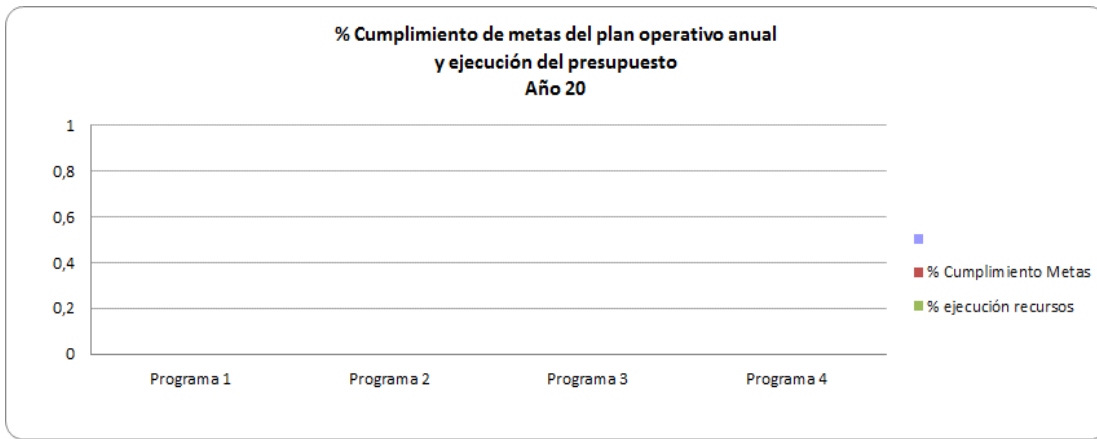 % Cumplimiento de metas del plan operativo anual
y ejecución del presupuesto
Año 20
1
0,8
0,6
0,4
0,2
0
Programa 1
Programa 2
Programa 3
Programa 4
% Cumplimiento Metas
% ejecución recursos